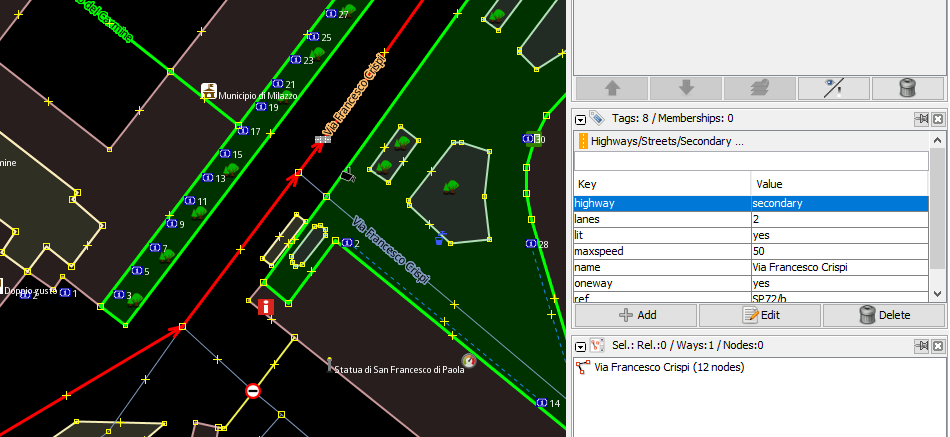 del Carmine
27
25
23
21
19
17
15
13
11
9
7
5
3
1
2
Municipio di Milazzo
Via Francesco Crispi
Via Francesco Crispi
30
28
14
2
mine
Doppio gusto
Statua di San Francesco di Paola
Tags: 8 / Memberships: 0
Highways/Streets/Secondary ...
Key Value
highway secondary
lanes 2
lit yes
maxspeed 50
name Via Francesco Crispi
oneway yes
ref SP72/b
Add Edit Delete
Sel.: Rel.:0 / Ways:1 / Nodes:0
Via Francesco Crispi (12 nodes)